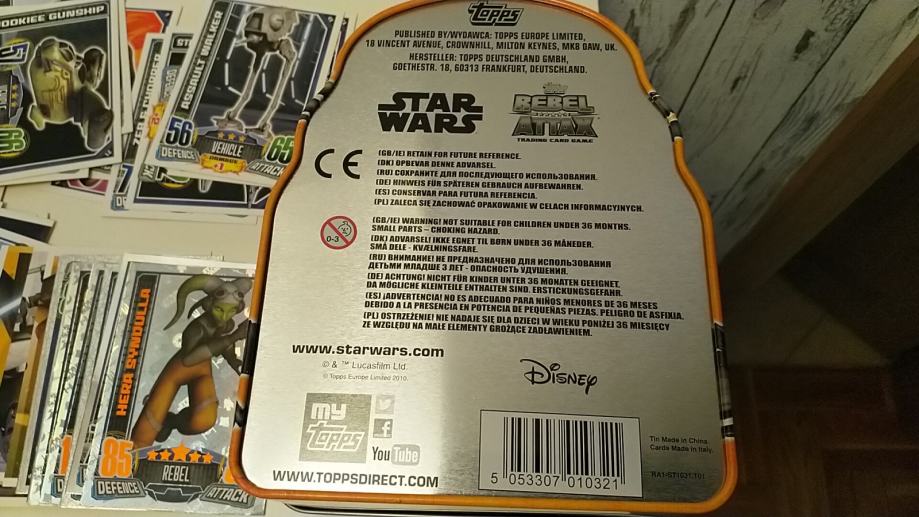 topps
PUBLISHED BY/WYDAWCA: TOPPS EUROPE LIMITED,
18 VINCENT AVENUE, CROWNHILL, MILTON KEYNES, MK8 0AW, UK.
HERSTELLER: TOPPS DEUTSCHLAND GMBH,
GOETHESTR. 18, 60313 FRANKFURT, DEUTSCHLAND.
STAR
WARS
topps
REBEL
ATTAX
TRADING CARD GAME
CE
(GB/IE) RETAIN FOR FUTURE REFERENCE.
(DK) OPBEVAR DENNE ADVARSEL.
(RU) СОХРАНИТЕ ДЛЯ ПОСЛЕДУЮЩЕГО ИСПОЛЬЗОВАНИЯ.
(DE) HINWEIS FÜR SPÄTEREN GEBRAUCH AUFBEWAHREN.
(ES) CONSERVAR PARA FUTURA REFERENCIA.
(PL) ZALECA SIĘ ZACHOWAĆ OPAKOWANIE W CELACH INFORMACYJNYCH.
0-3
(GB/IE) WARNING! NOT SUITABLE FOR CHILDREN UNDER 36 MONTHS.
SMALL PARTS – CHOKING HAZARD.
(DK) ADVARSEL! IKKE EGNET TIL BØRN UNDER 36 MÅNEDER.
SMÅ DELE - KVÆLNINGSFARE.
(RU) ВНИМАНИЕ! НЕ ПРЕДНАЗНАЧЕНО ДЛЯ ИСПОЛЬЗОВАНИЯ
ДЕТЬМИ МЛАДШЕ 3 ЛЕТ - ОПАСНОСТЬ УДУШЕНИЯ.
(DE) ACHTUNG! NICHT FÜR KINDER UNTER 36 MONATEN GEEIGNET,
DA MÖGLICHE KLEINTEILE ENTHALTEN SIND. ERSTICKUNGSGEFAHR.
(ES) ¡ADVERTENCIA! NO ES ADECUADO PARA NIÑOS MENORES DE 36 MESES
DEBIDO A LA PRESENCIA EN POTENCIA DE PEQUEÑAS PIEZAS. PELIGRO DE ASFIXIA.
(PL) OSTRZEŻENIE! NIE NADAJE SIĘ DLA DZIECI W WIEKU PONIŻEJ 36 MIESIĘCY
ZE WZGLĘDU NA MAŁE ELEMENTY GROŻĄCE ZADŁAWIENIEM.
www.starwars.com
© & ™ Lucasfilm Ltd.
© Topps Europe Limited 2010.
Disney
my
topps
f
You Tube
WWW.TOPPSDIRECT.COM
5 053307 010321
Tin Made in China.
Cards Made in Italy.
RA1-ST1031.T01
OOKIEE GUNSHIP
ASSAULT WALKER
56
DEFENCE
VEHICLE
DAMAGE
+1
65
ATTACK
HERA SYNDULLA
85
DEFENCE
REBEL
ATTACK